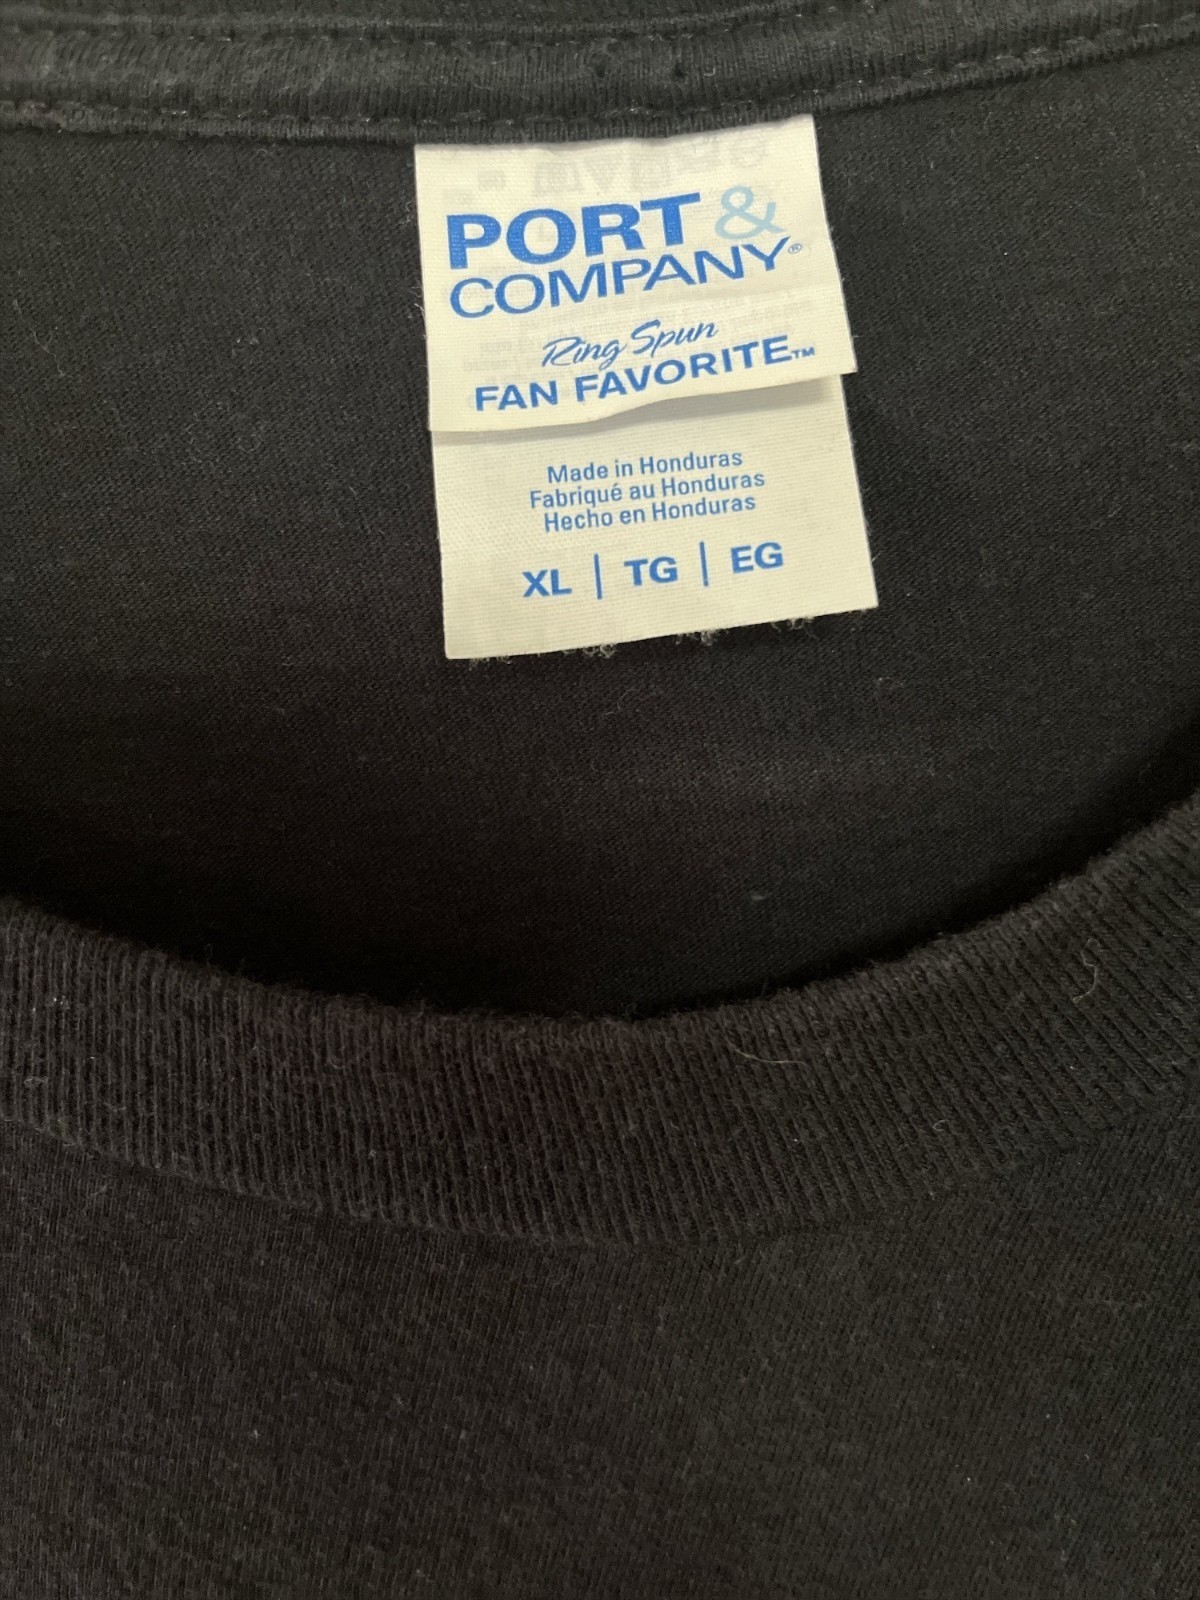 PORT &
COMPANY®
Ring Spun
FAN FAVORITE™
Made in Honduras
Fabriqué au Honduras
Hecho en Honduras
XL | TG | EG